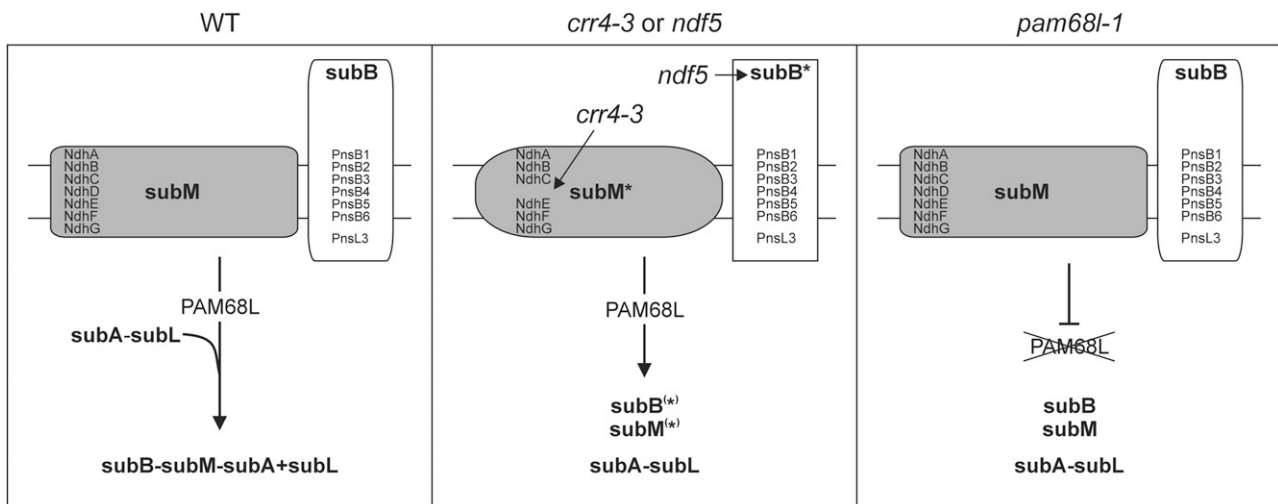 WT
subB
NdhA
NdhB
NdhC
NdhD
NdhE
NdhF
NdhG
subM
PnsB1
PnsB2
PnsB3
PnsB4
PnsB5
PnsB6
PnsL3
PAM68L
subA-subL
subB-subM-subA+subL
crr4-3 or ndf5
ndf5
subB*
crr4-3
NdhA
NdhB
NdhC
NdhE
NdhF
NdhG
subM*
PnsB1
PnsB2
PnsB3
PnsB4
PnsB5
PnsB6
PnsL3
PAM68L
subB(*)
subM(*)
subA-subL
pam68l-1
subB
NdhA
NdhB
NdhC
NdhD
NdhE
NdhF
NdhG
subM
PnsB1
PnsB2
PnsB3
PnsB4
PnsB5
PnsB6
PnsL3
PAM68L
subB
subM
subA-subL